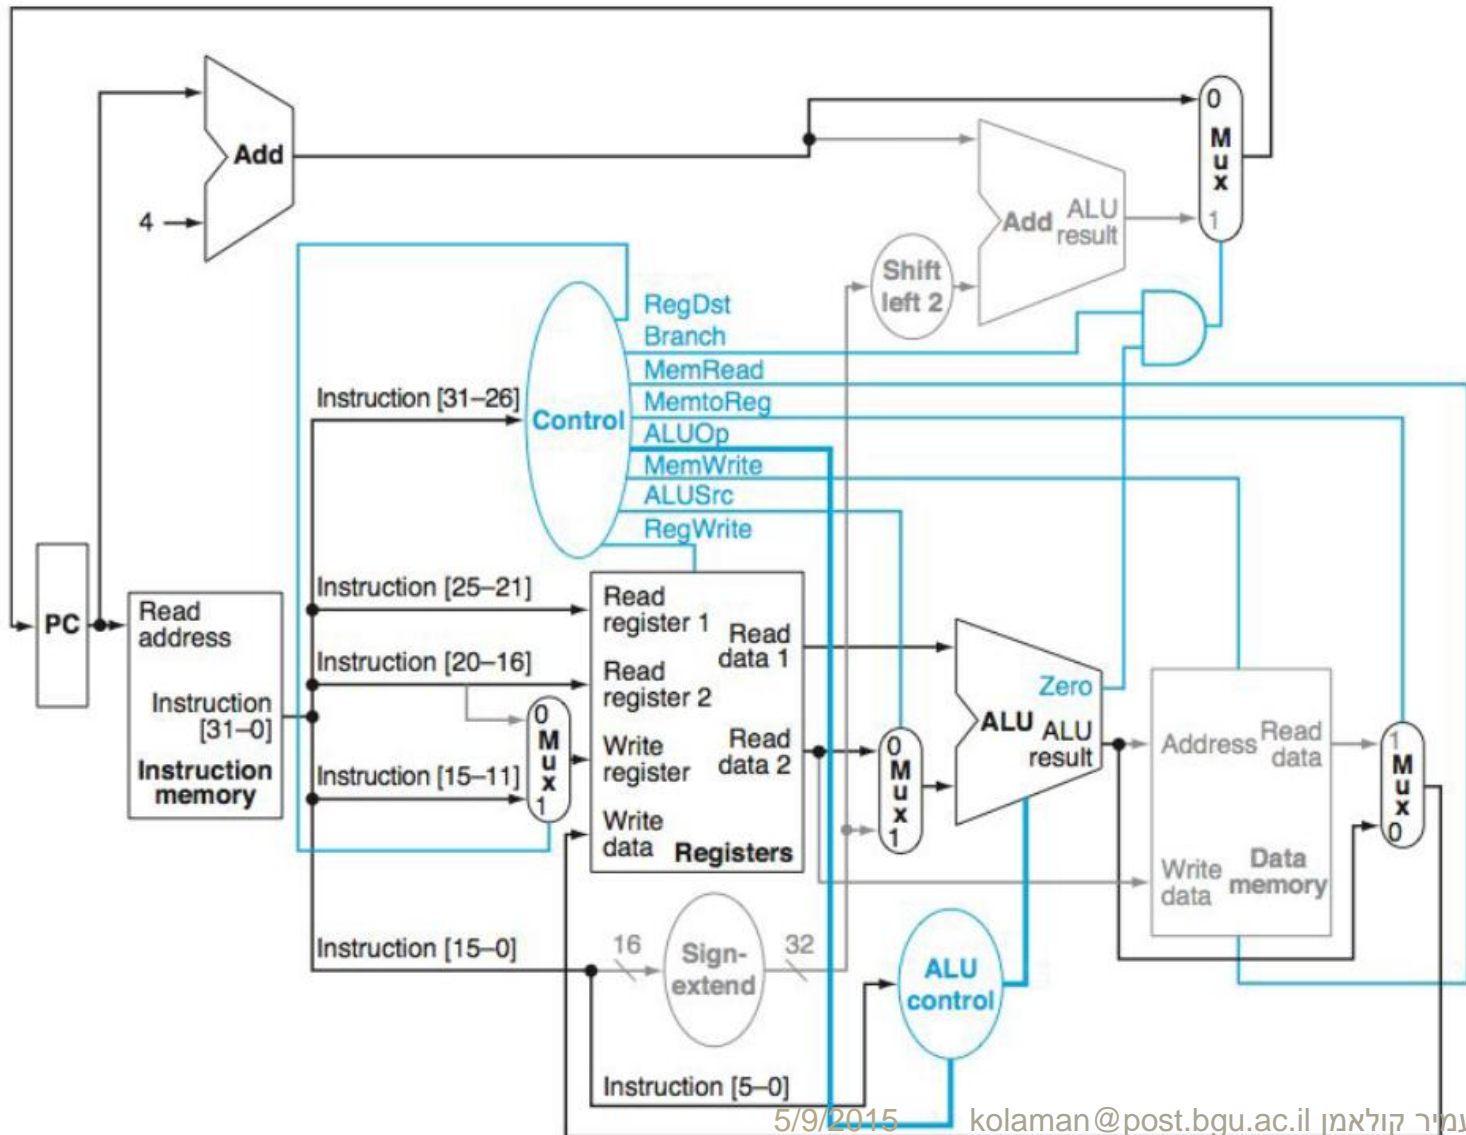 0
M
u
x
1
Add
4
Add
ALU
result
Shift
left 2
RegDst
Branch
MemRead
MemtoReg
ALUOp
MemWrite
ALUSrc
RegWrite
Control
Instruction [31–26]
Instruction [25–21]
Instruction [20–16]
Instruction [15–11]
Instruction [15–0]
Instruction [5–0]
PC
Read
address
Instruction
[31–0]
Instruction
memory
0
M
u
x
1
Read
register 1
Read
register 2
Write
register
Write
data
Read
data 1
Read
data 2
Registers
0
M
u
x
1
Zero
ALU
ALU
result
Address
Read
data
Write
data
Data
memory
1
M
u
x
0
16
Sign-
extend
32
ALU
control
5/9/2015
kolaman@post.bgu.ac.il עמיר קולאמן